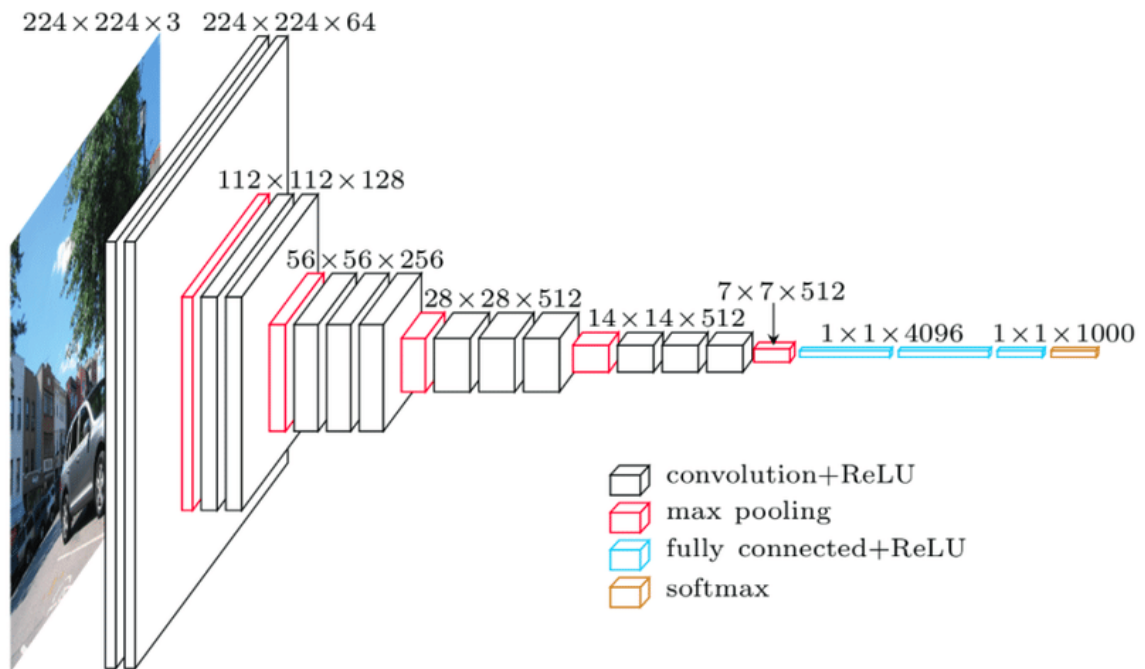 224×224×3
224×224×64
112×112×128
56×56×256
28×28×512
14×14×512
7×7×512
1×1×4096
1×1×1000
convolution+ReLU
max pooling
fully connected+ReLU
softmax